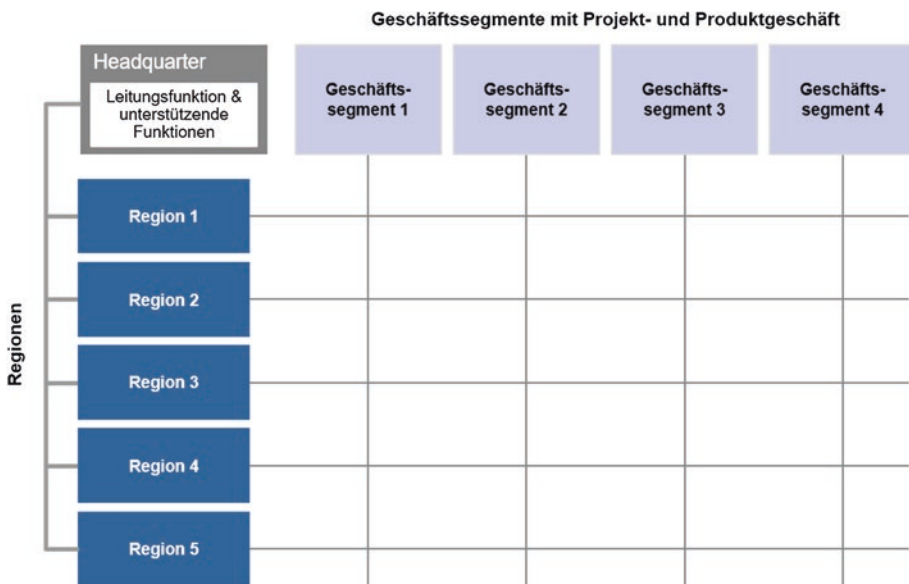 Geschäftssegmente mit Projekt- und Produktgeschäft
Headquarter
Leitungsfunktion &
unterstützende
Funktionen
Geschäfts-
segment 1
Geschäfts-
segment 2
Geschäfts-
segment 3
Geschäfts-
segment 4
Regionen
Region 1
Region 2
Region 3
Region 4
Region 5